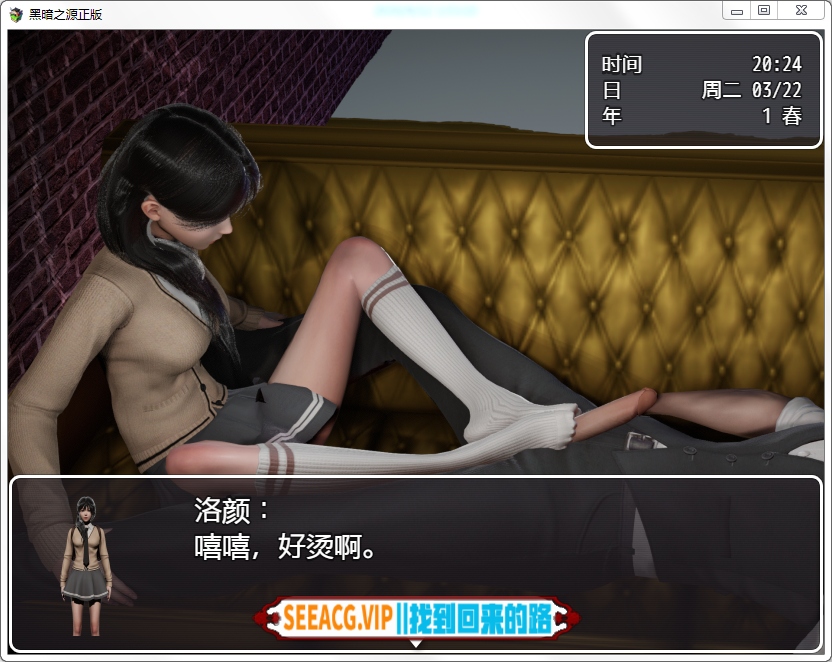 黑暗之源正版
时间 20:24
日 周二 03/22
年 1 春
洛颜：
嘻嘻，好烫啊。
SEEACG.VIP||找到回来的路